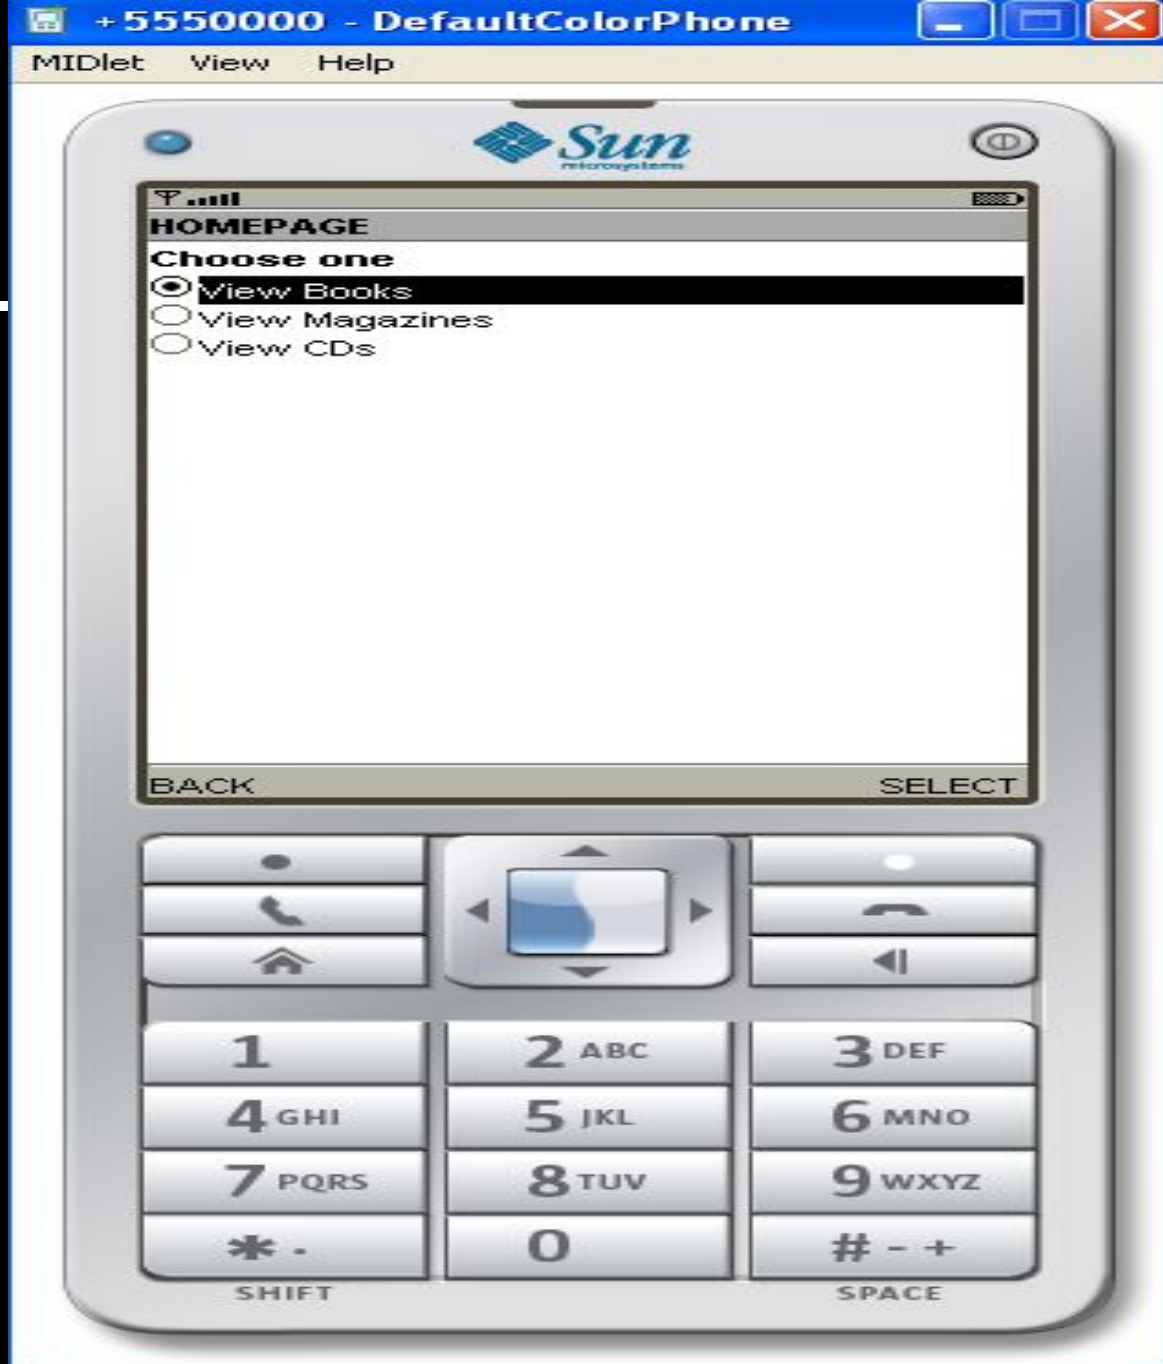 +5550000 - DefaultColorPhone
MIDlet View Help
Sun
microsystems
HOMEPAGE
Choose one
View Books
View Magazines
View CDs
BACK SELECT
1 2 ABC 3 DEF
4 GHI 5 JKL 6 MNO
7 PQRS 8 TUV 9 WXYZ
* . 0 # - +
SHIFT SPACE